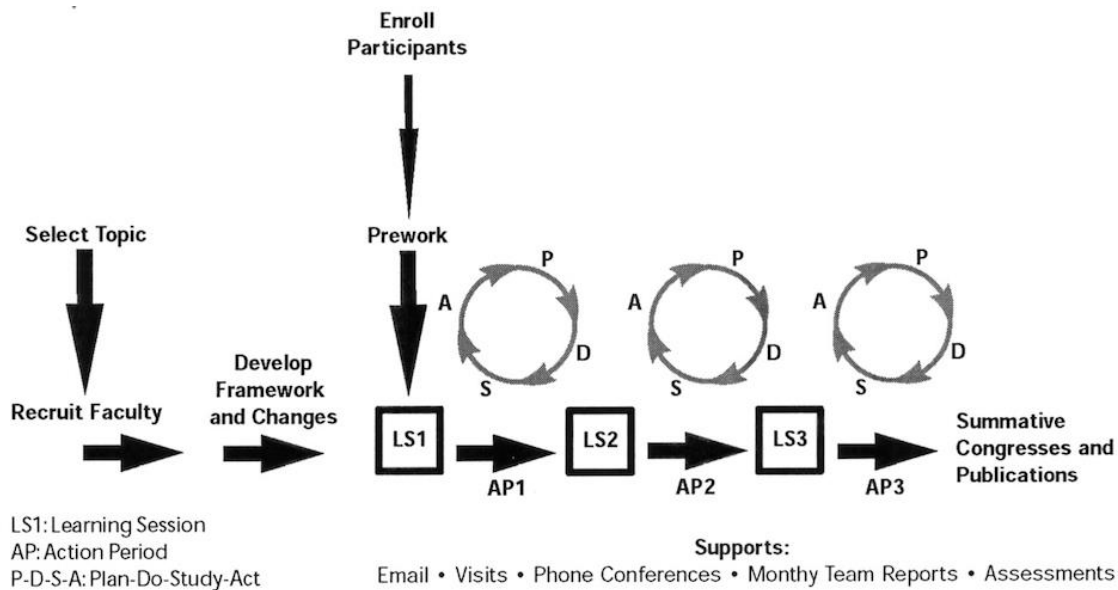 Enroll
Participants
Select Topic
Prework
P
A
D
S
P
A
D
S
P
A
D
S
Recruit Faculty
Develop
Framework
and Changes
LS1
AP1
LS2
AP2
LS3
AP3
Summative
Congresses and
Publications
LS1: Learning Session
AP: Action Period
P-D-S-A: Plan-Do-Study-Act
Supports:
Email • Visits • Phone Conferences • Monthy Team Reports • Assessments